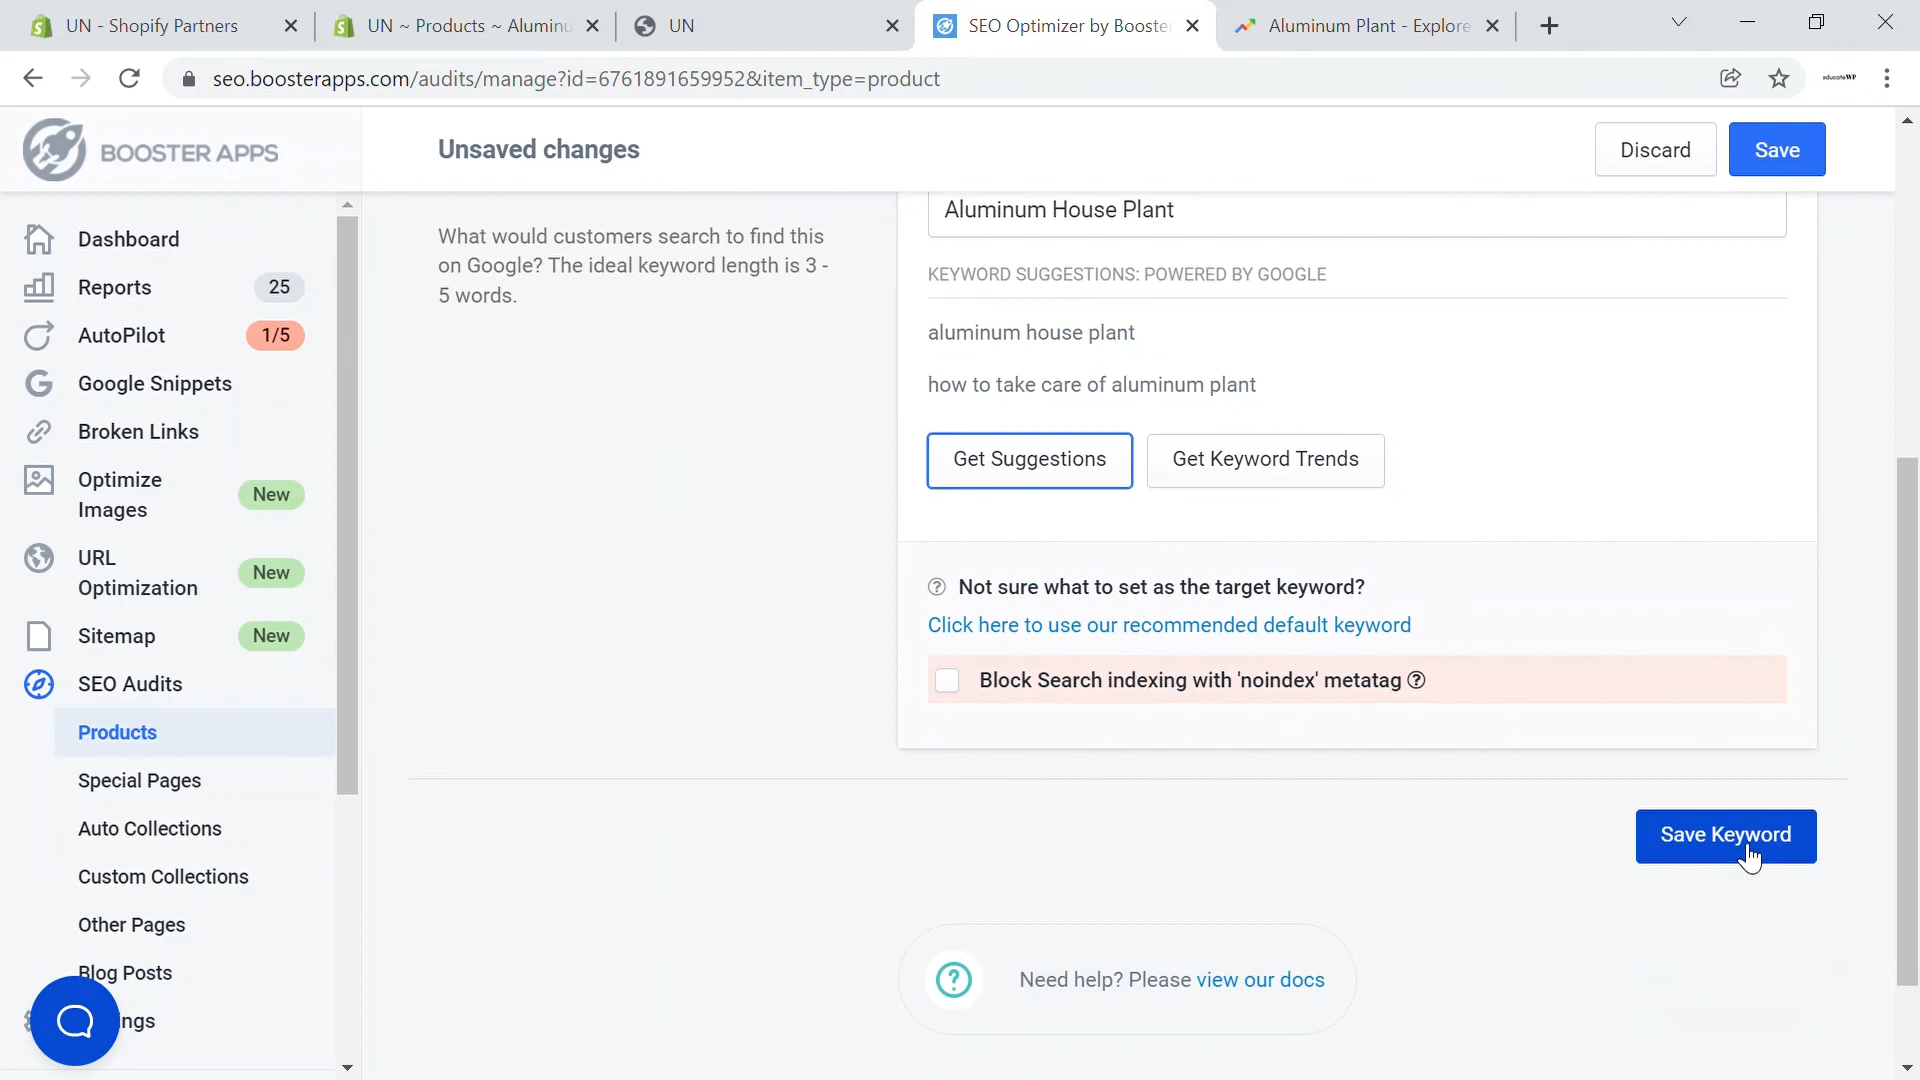 UN - Shopify Partners
UN ~ Products ~ Aluminu
UN
SEO Optimizer by Booste
Aluminum Plant - Explore
seo.boosterapps.com/audits/manage?id=6761891659952&item_type=product
educateWP
BOOSTER APPS
Unsaved changes
Discard
Save
Dashboard
Reports
25
AutoPilot
1/5
Google Snippets
Broken Links
Optimize
Images
New
URL
Optimization
New
Sitemap
New
SEO Audits
Products
Special Pages
Auto Collections
Custom Collections
Other Pages
Blog Posts
ngs
What would customers search to find this
on Google? The ideal keyword length is 3 -
5 words.
Aluminum House Plant
KEYWORD SUGGESTIONS: POWERED BY GOOGLE
aluminum house plant
how to take care of aluminum plant
Get Suggestions
Get Keyword Trends
Not sure what to set as the target keyword?
Click here to use our recommended default keyword
Block Search indexing with 'noindex' metatag
Save Keyword
Need help? Please view our docs